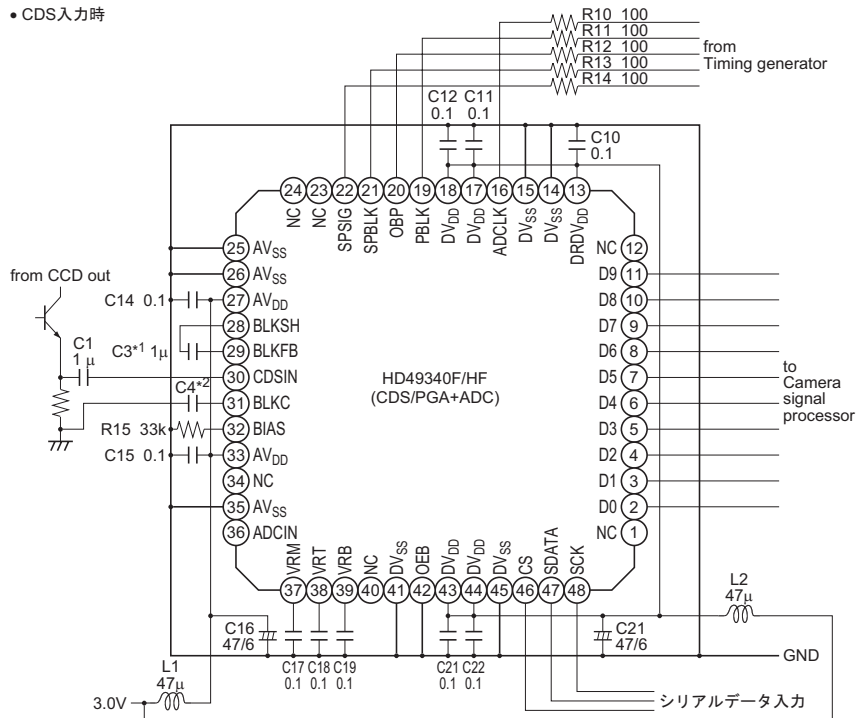 • CDS入力時
R10 100
R11 100
R12 100
R13 100
R14 100
from
Timing generator
C12
0.1
C11
0.1
C10
0.1
24 23 22 21 20 19 18 17 16 15 14 13
NC NC SPSIG SPBLK OBP PBLK DVDD DVDD ADCLK DVSS DVSS DRDVDD
25 AVSS
26 AVSS
from CCD out
C14 0.1
27 AVDD
28 BLKSH
C3*1 1μ
29 BLKFB
C1
1 μ
30 CDSIN
C4*2
31 BLKC
R15 33k
32 BIAS
C15 0.1
33 AVDD
34 NC
35 AVSS
36 ADCIN
HD49340F/HF
(CDS/PGA+ADC)
NC 12
D9 11
D8 10
D7 9
D6 8
D5 7
D4 6
D3 5
D2 4
D1 3
D0 2
NC 1
to
Camera
signal
processor
VRM VRT VRB NC DVSS OEB DVDD DVDD DVSS CS SDATA SCK
37 38 39 40 41 42 43 44 45 46 47 48
L2
47μ
C16
47/6
C17
0.1
C18
0.1
C19
0.1
C21
0.1
C22
0.1
C21
47/6
GND
L1
47μ
3.0V
シリアルデータ入力